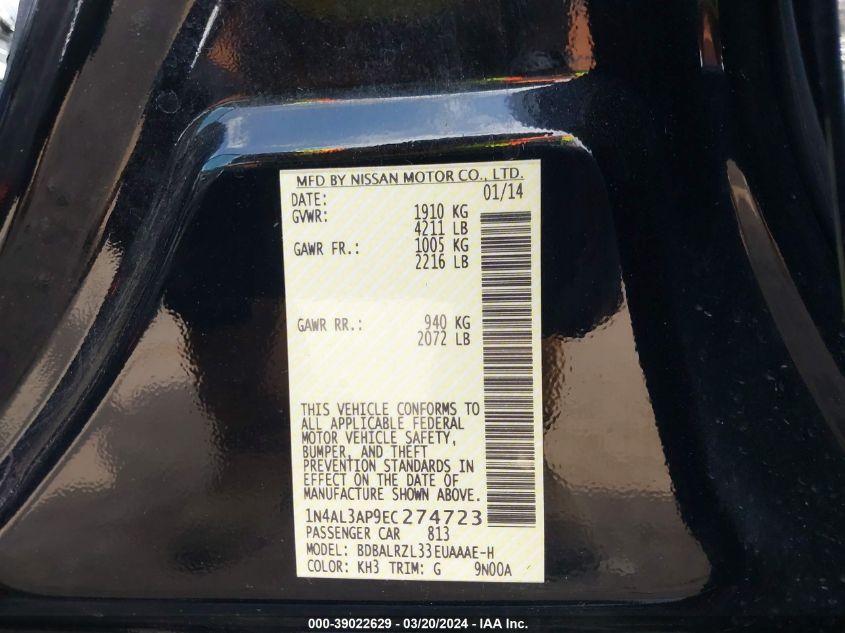 MFD BY NISSAN MOTOR CO., LTD.
DATE: 01/14
GVWR: 1910 KG
4211 LB
GAWR FR.: 1005 KG
2216 LB
GAWR RR.: 940 KG
2072 LB
THIS VEHICLE CONFORMS TO
ALL APPLICABLE FEDERAL
MOTOR VEHICLE SAFETY,
BUMPER, AND THEFT
PREVENTION STANDARDS IN
EFFECT ON THE DATE OF
MANUFACTURE SHOWN ABOVE.
1N4AL3AP9EC274723
PASSENGER CAR 813
MODEL: BDBALRZL33EUAAAE-H
COLOR: KH3 TRIM: G 9N00A
000-39022629 - 03/20/2024 - IAA Inc.